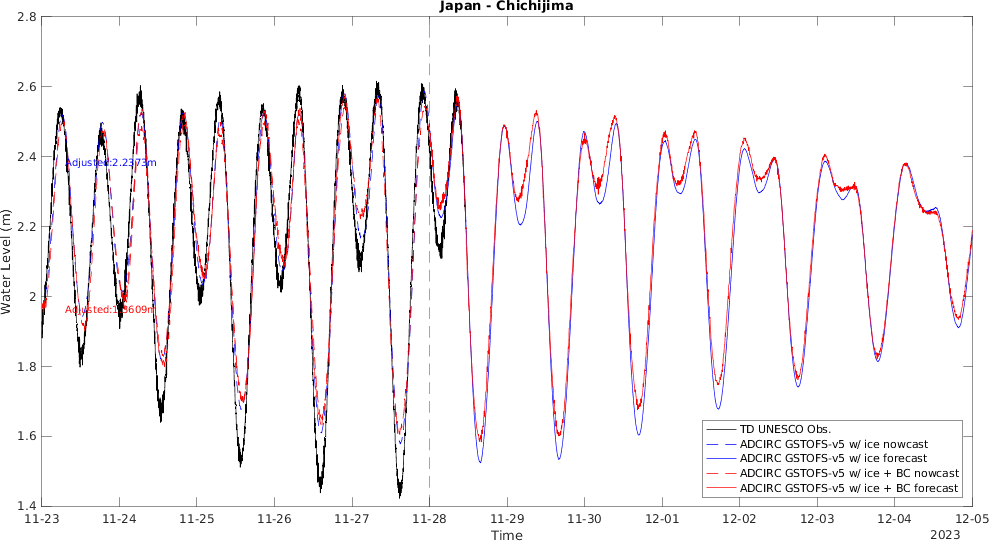 Japan - Chichijima
2.8
2.6
2.4
2.2
2
1.8
1.6
1.4
Water Level (m)
Adjusted:2.2373m
11-23
11-24
11-25
11-26
11-27
11-28
11-29
11-30
12-01
12-02
12-03
12-04
12-05
Time
2023
TD UNESCO Obs.
ADCIRC GSTOFS-v5 w/ ice nowcast
ADCIRC GSTOFS-v5 w/ ice forecast
ADCIRC GSTOFS-v5 w/ ice + BC nowcast
ADCIRC GSTOFS-v5 w/ ice + BC forecast